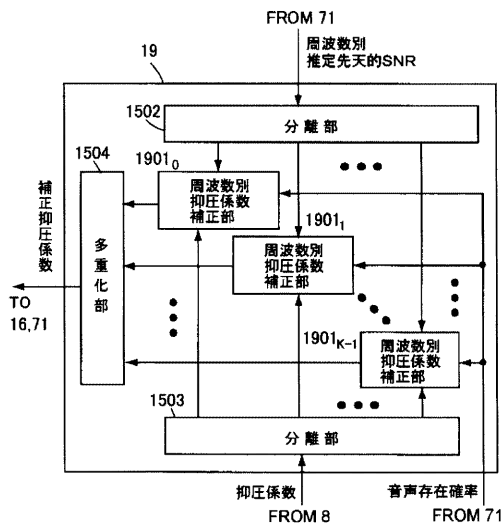 FROM 71
周波数別
推定先天的SNR
19
1502
分離部
1504
1901₀
周波数別
抑圧係数
補正部
1901₁
周波数別
抑圧係数
補正部
補正抑圧係数
TO
16,71
多重化部
1901K-1
周波数別
抑圧係数
補正部
1503
分離部
抑圧係数
FROM 8
音声存在確率
FROM 71